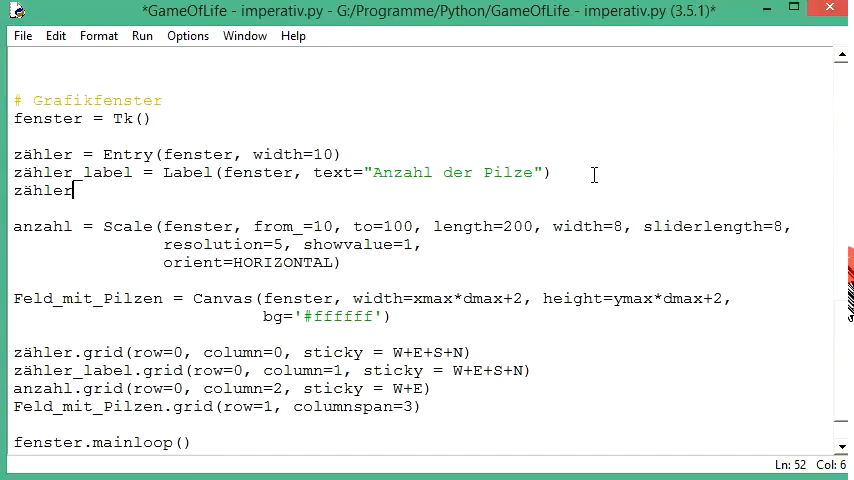 *GameOfLife - imperativ.py - G:/Programme/Python/GameOfLife - imperativ.py (3.5.1)*
File Edit Format Run Options Window Help
# Grafikfenster
fenster = Tk()
zähler = Entry(fenster, width=10)
zähler_label = Label(fenster, text="Anzahl der Pilze")
zähler
anzahl = Scale(fenster, from_=10, to=100, length=200, width=8, sliderlength=8,
resolution=5, showvalue=1,
orient=HORIZONTAL)
Feld_mit_Pilzen = Canvas(fenster, width=xmax*dmax+2, height=ymax*dmax+2,
bg='#ffffff')
zähler.grid(row=0, column=0, sticky = W+E+S+N)
zähler_label.grid(row=0, column=1, sticky = W+E+S+N)
anzahl.grid(row=0, column=2, sticky = W+E)
Feld_mit_Pilzen.grid(row=1, columnspan=3)
fenster.mainloop()
Ln: 52 Col: 6